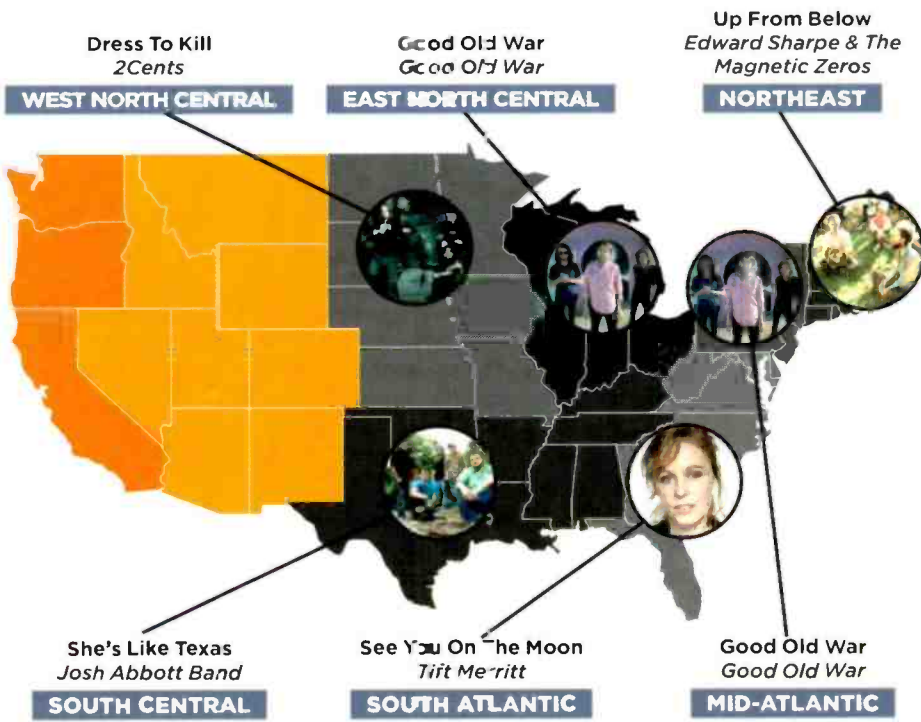 Dress To Kill
2Cents
WEST NORTH CENTRAL
Good Old War
Good Old War
EAST NORTH CENTRAL
Up From Below
Edward Sharpe & The
Magnetic Zeros
NORTHEAST
She's Like Texas
Josh Abbott Band
SOUTH CENTRAL
See You On The Moon
Tift Merritt
SOUTH ATLANTIC
Good Old War
Good Old War
MID-ATLANTIC